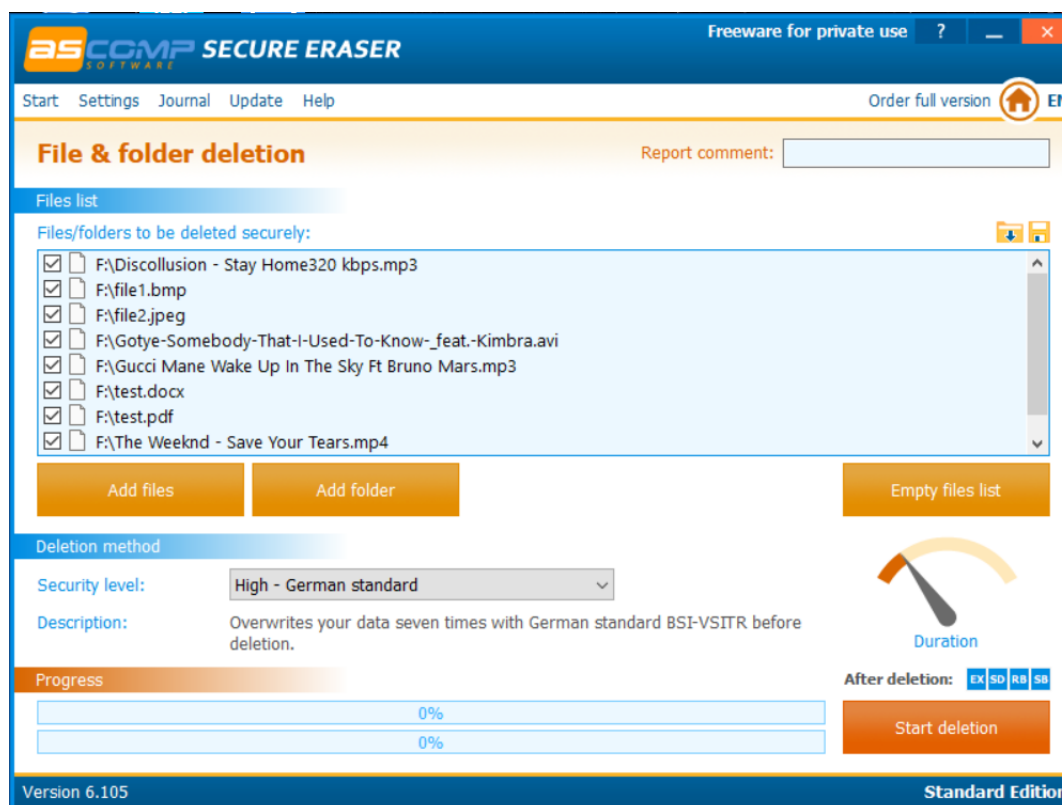 Freeware for private use ?
ascomp SECURE ERASER
SOFTWARE
Start Settings Journal Update Help Order full version
File & folder deletion Report comment:
Files list
Files/folders to be deleted securely:
F:\Discollusion - Stay Home320 kbps.mp3
F:\file1.bmp
F:\file2.jpeg
F:\Gotye-Somebody-That-I-Used-To-Know-_feat.-Kimbra.avi
F:\Gucci Mane Wake Up In The Sky Ft Bruno Mars.mp3
F:\test.docx
F:\test.pdf
F:\The Weeknd - Save Your Tears.mp4
Add files Add folder Empty files list
Deletion method
Security level: High - German standard
Description: Overwrites your data seven times with German standard BSI-VSITR before
deletion.
Duration
Progress After deletion: EX SD RB SB
0%
0%
Start deletion
Version 6.105 Standard Edition